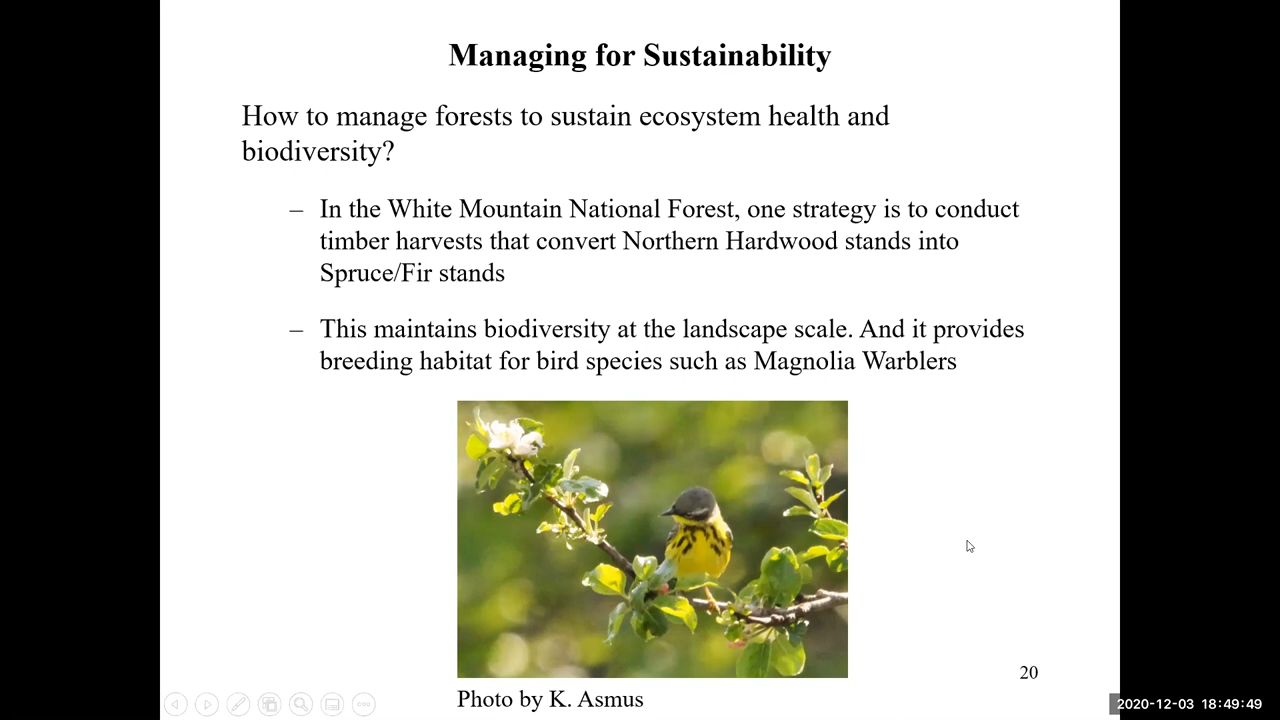 Managing for Sustainability
How to manage forests to sustain ecosystem health and
biodiversity?
– In the White Mountain National Forest, one strategy is to conduct
timber harvests that convert Northern Hardwood stands into
Spruce/Fir stands
– This maintains biodiversity at the landscape scale. And it provides
breeding habitat for bird species such as Magnolia Warblers
20
Photo by K. Asmus
2020-12-03 18:49:49